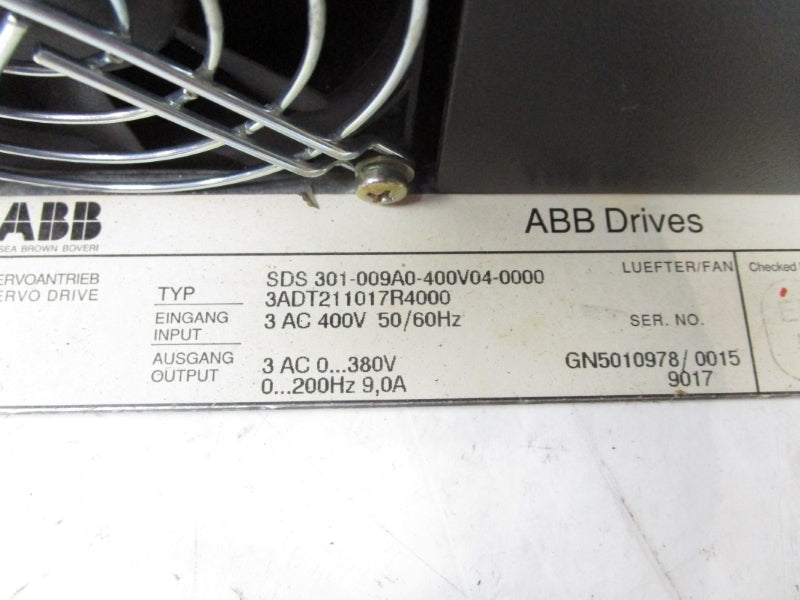 ABB
SEA BROWN BOVERI
ABB Drives
ERVOANTRIEB
ERVO DRIVE
TYP
SDS 301-009A0-400V04-0000
3ADT211017R4000
LUEFTER/FAN
Checked
EINGANG
INPUT
3 AC 400V 50/60Hz
SER. NO.
AUSGANG
OUTPUT
3 AC 0...380V
0...200Hz 9,0A
GN5010978/ 0015
9017